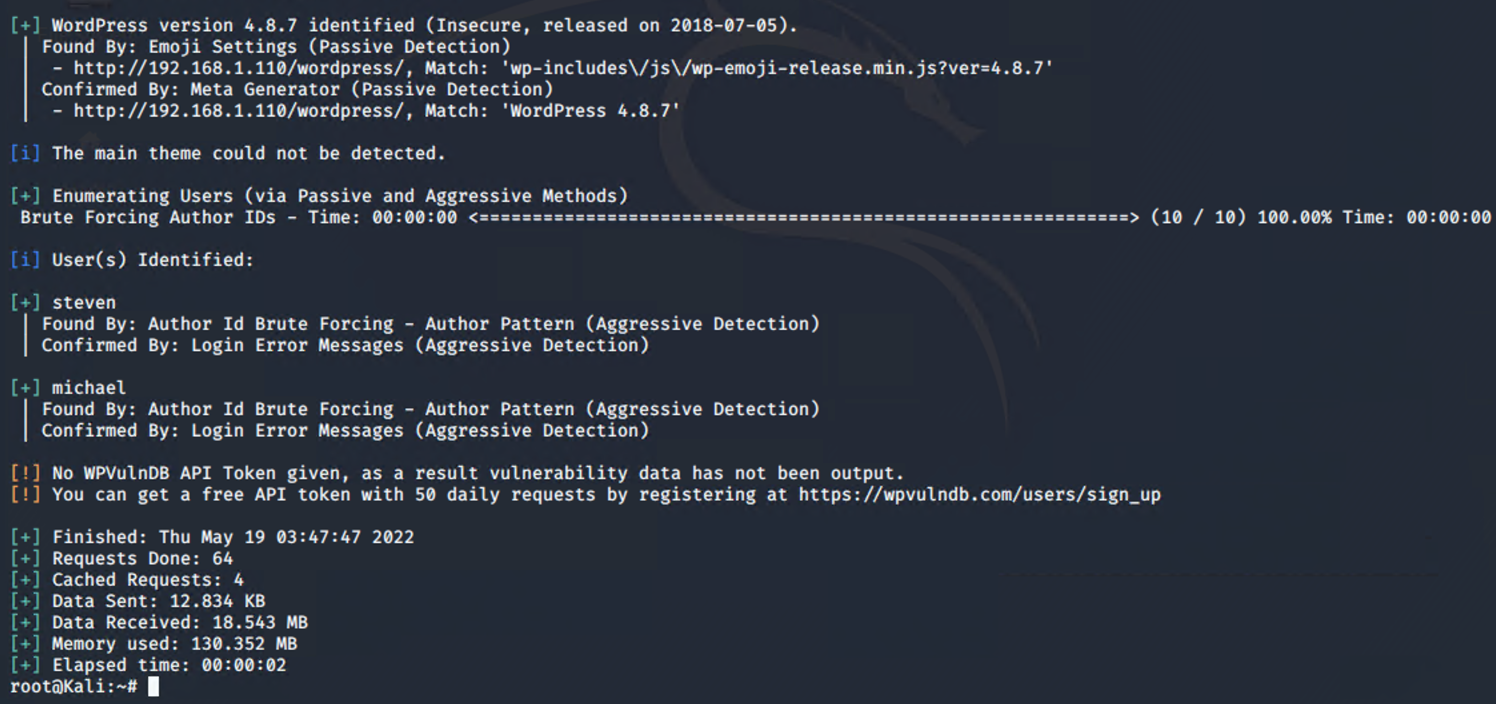 [+] WordPress version 4.8.7 identified (Insecure, released on 2018-07-05).
| Found By: Emoji Settings (Passive Detection)
|  - http://192.168.1.110/wordpress/, Match: 'wp-includes\/js\/wp-emoji-release.min.js?ver=4.8.7'
| Confirmed By: Meta Generator (Passive Detection)
|  - http://192.168.1.110/wordpress/, Match: 'WordPress 4.8.7'
[i] The main theme could not be detected.
[+] Enumerating Users (via Passive and Aggressive Methods)
Brute Forcing Author IDs - Time: 00:00:00 <=============================================================> (10 / 10) 100.00% Time: 00:00:00
[i] User(s) Identified:
[+] steven
| Found By: Author Id Brute Forcing - Author Pattern (Aggressive Detection)
| Confirmed By: Login Error Messages (Aggressive Detection)
[+] michael
| Found By: Author Id Brute Forcing - Author Pattern (Aggressive Detection)
| Confirmed By: Login Error Messages (Aggressive Detection)
[!] No WPVulnDB API Token given, as a result vulnerability data has not been output.
[!] You can get a free API token with 50 daily requests by registering at https://wpvulndb.com/users/sign_up
[+] Finished: Thu May 19 03:47:47 2022
[+] Requests Done: 64
[+] Cached Requests: 4
[+] Data Sent: 12.834 KB
[+] Data Received: 18.543 MB
[+] Memory used: 130.352 MB
[+] Elapsed time: 00:00:02
root@Kali:~#